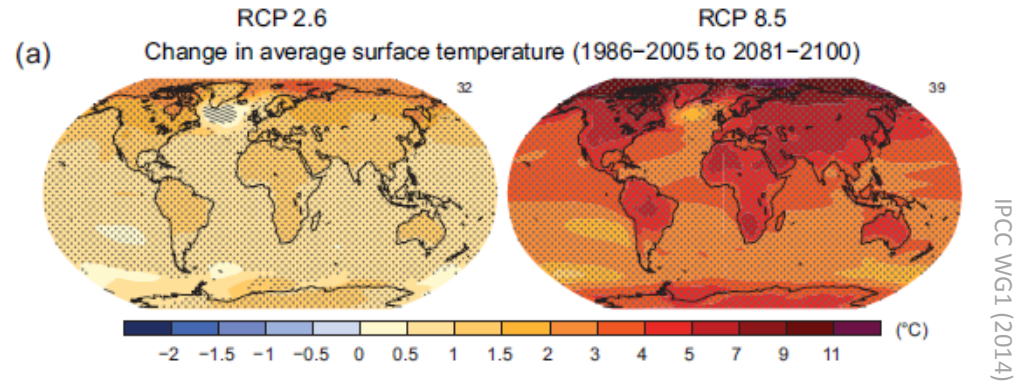 RCP 2.6 RCP 8.5
(a) Change in average surface temperature (1986−2005 to 2081−2100)
32 39
−2 −1.5 −1 −0.5 0 0.5 1 1.5 2 3 4 5 7 9 11 (°C)
IPCC WG1 (2014)